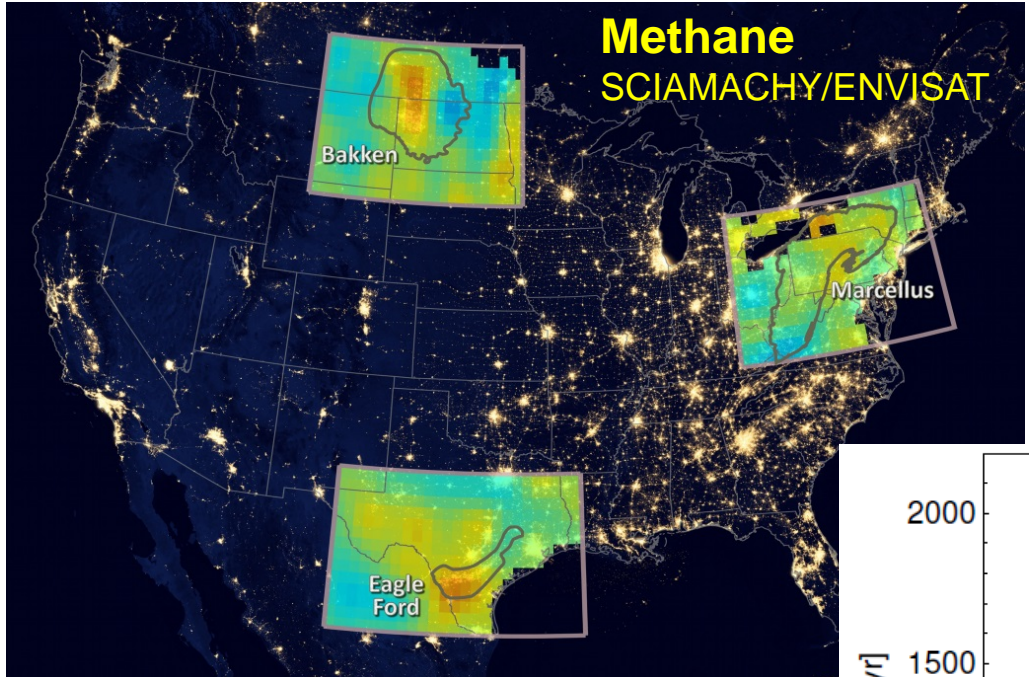 Methane
SCIAMACHY/ENVISAT
Bakken
Marcellus
Eagle
Ford
2000
1500